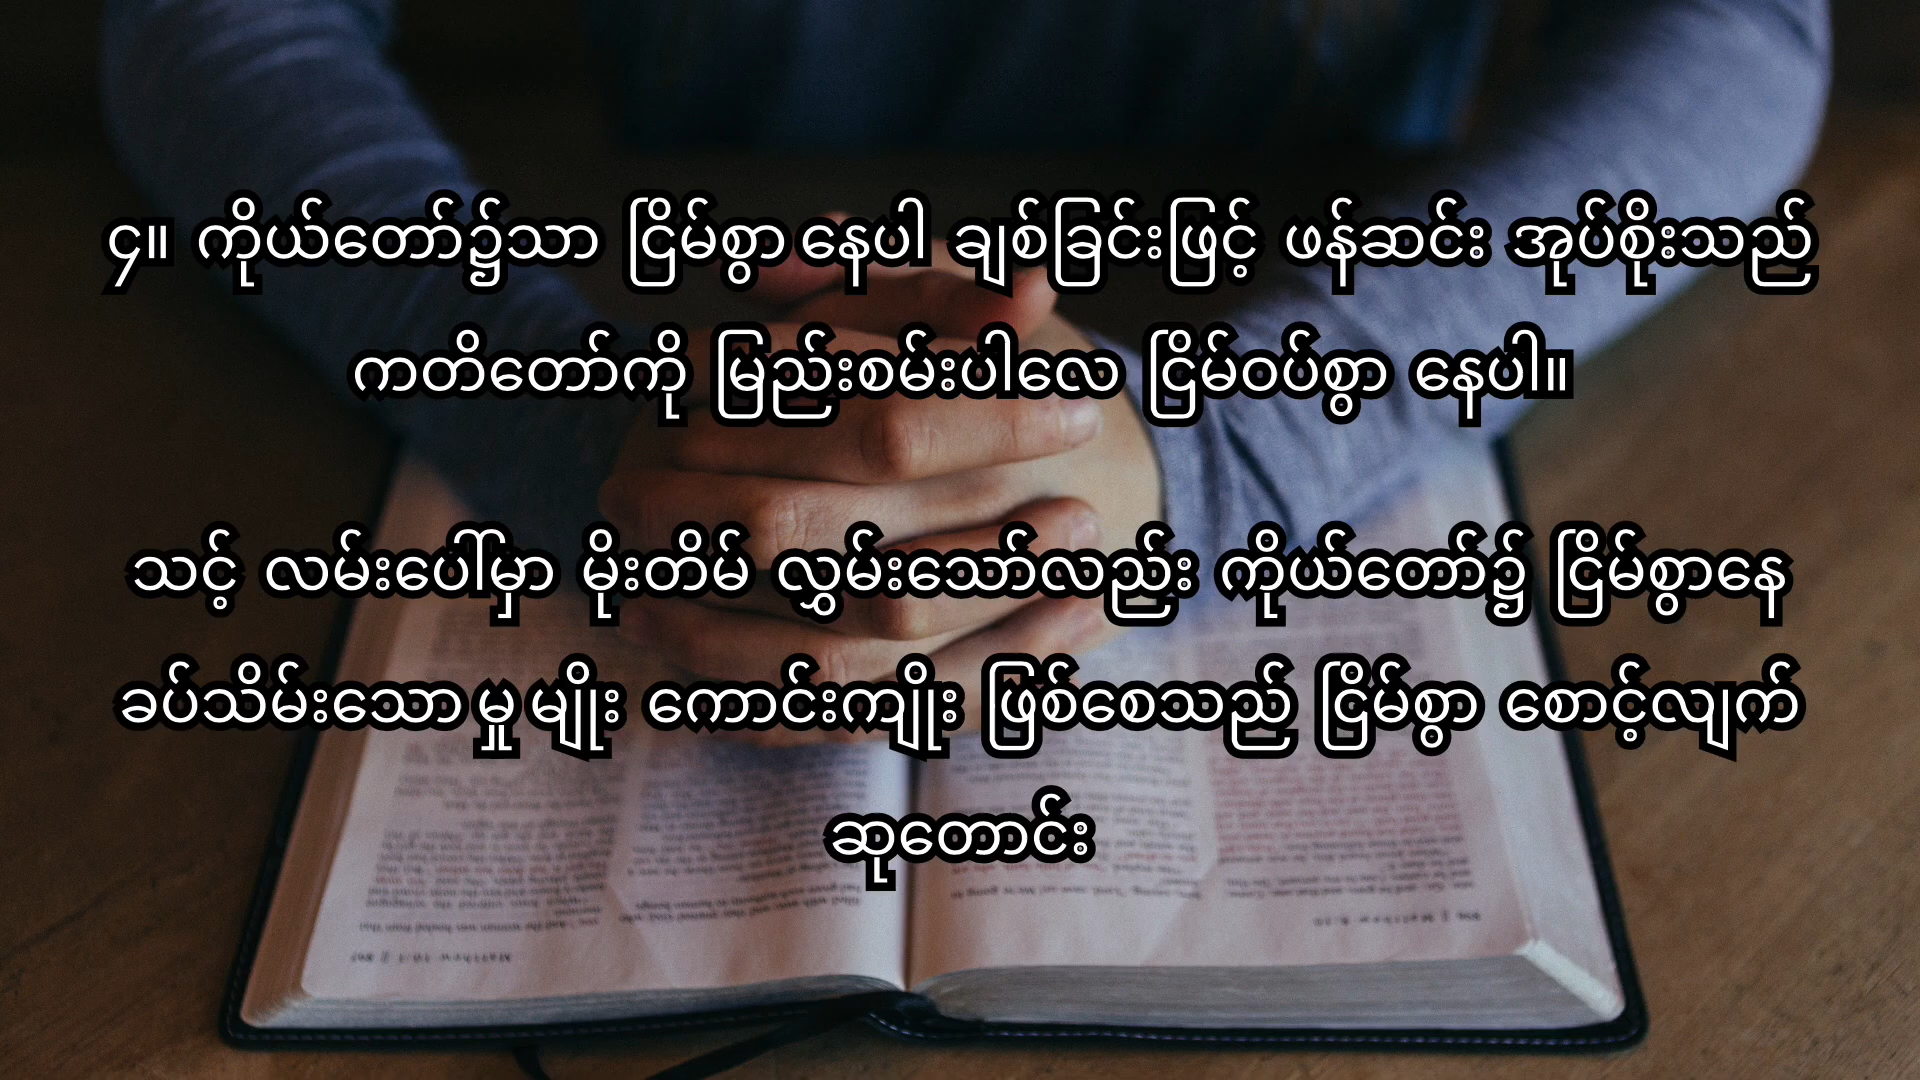 ၄။ ကိုယ်တော်၌သာ ငြိမ်စွာ နေပါ ချစ်ခြင်းဖြင့် ဖန်ဆင်း အုပ်စိုးသည်
ကတိတော်ကို မြည်းစမ်းပါလေ ငြိမ်ဝပ်စွာ နေပါ။
သင့် လမ်းပေါ်မှာ မိုးတိမ် လွှမ်းသော်လည်း ကိုယ်တော်၌ ငြိမ်စွာနေ
ခပ်သိမ်းသော မှု မျိုး ကောင်းကျိုး ဖြစ်စေသည် ငြိမ်စွာ စောင့်လျက်
ဆုတောင်း